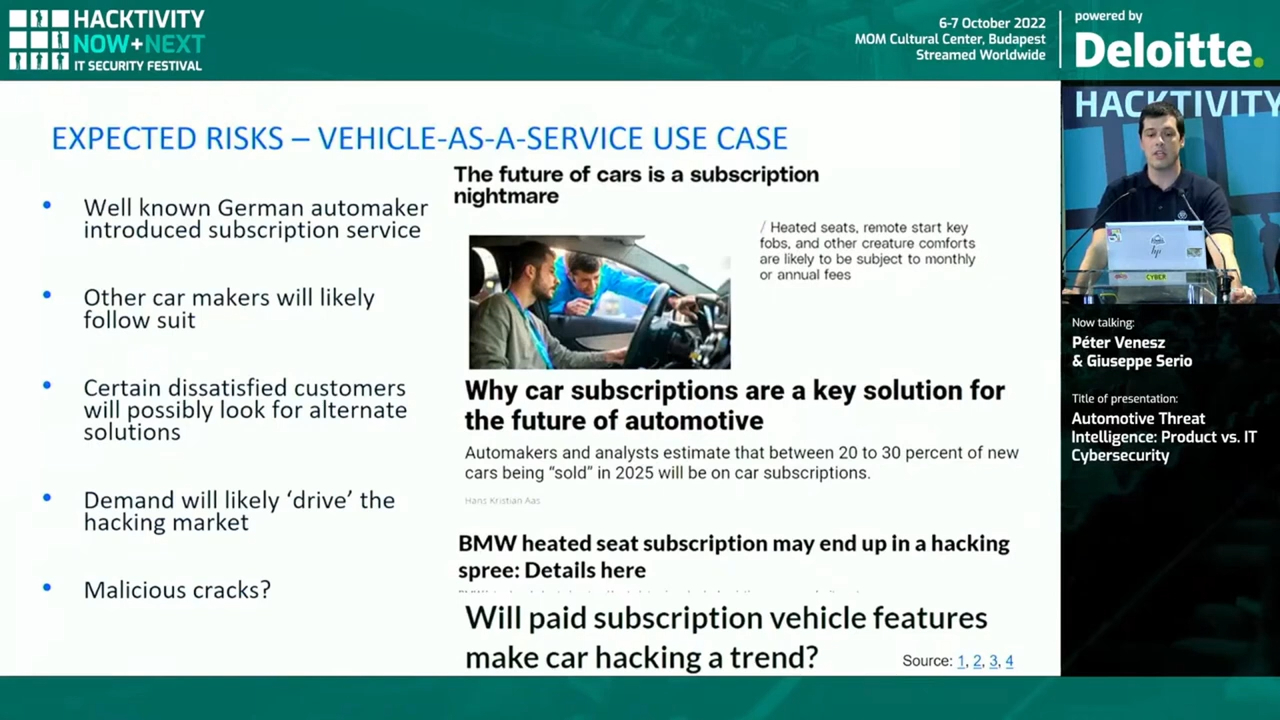 HACKTIVITY
NOW+NEXT
IT SECURITY FESTIVAL
6-7 October 2022
MOM Cultural Center, Budapest
Streamed Worldwide
powered by
Deloitte.
EXPECTED RISKS – VEHICLE-AS-A-SERVICE USE CASE
Well known German automaker
introduced subscription service
Other car makers will likely
follow suit
Certain dissatisfied customers
will possibly look for alternate
solutions
Demand will likely ‘drive’ the
hacking market
Malicious cracks?
The future of cars is a subscription
nightmare
/ Heated seats, remote start key
fobs, and other creature comforts
are likely to be subject to monthly
or annual fees
Why car subscriptions are a key solution for
the future of automotive
Automakers and analysts estimate that between 20 to 30 percent of new
cars being “sold” in 2025 will be on car subscriptions.
Hans Kristian Aas
BMW heated seat subscription may end up in a hacking
spree: Details here
Will paid subscription vehicle features
make car hacking a trend?
Source: 1, 2, 3, 4
HACKTIVITY
hp
CYBER
Now talking:
Péter Venesz
& Giuseppe Serio
Title of presentation:
Automotive Threat
Intelligence: Product vs. IT
Cybersecurity